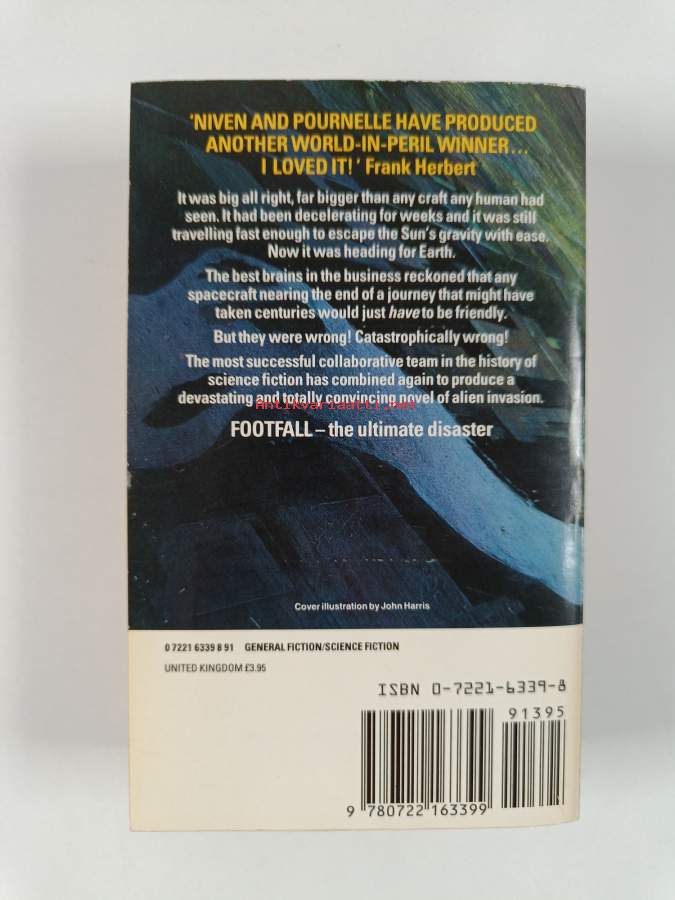 'NIVEN AND POURNELLE HAVE PRODUCED
ANOTHER WORLD-IN-PERIL WINNER...
I LOVED IT!' Frank Herbert
It was big all right, far bigger than any craft any human had
seen. It had been decelerating for weeks and it was still
travelling fast enough to escape the Sun's gravity with ease.
Now it was heading for Earth.
The best brains in the business reckoned that any
spacecraft nearing the end of a journey that might have
taken centuries would just have to be friendly.
But they were wrong! Catastrophically wrong!
The most successful collaborative team in the history of
science fiction has combined again to produce a
devastating and totally convincing novel of alien invasion.
Antikvariaatti.net
FOOTFALL – the ultimate disaster
Cover illustration by John Harris
0 7221 6339 8 91 GENERAL FICTION/SCIENCE FICTION
UNITED KINGDOM £3.95
ISBN 0-7221-6339-8
91395
9 780722 163399